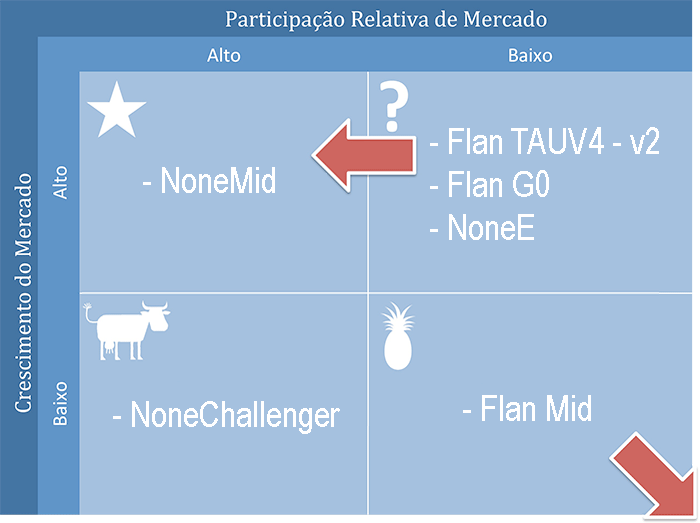 Participação Relativa de Mercado
Alto
Baixo
Crescimento do Mercado
Alto
?
- NoneMid
- Flan TAUV4 - v2
- Flan G0
- NoneE
Baixo
- NoneChallenger
- Flan Mid